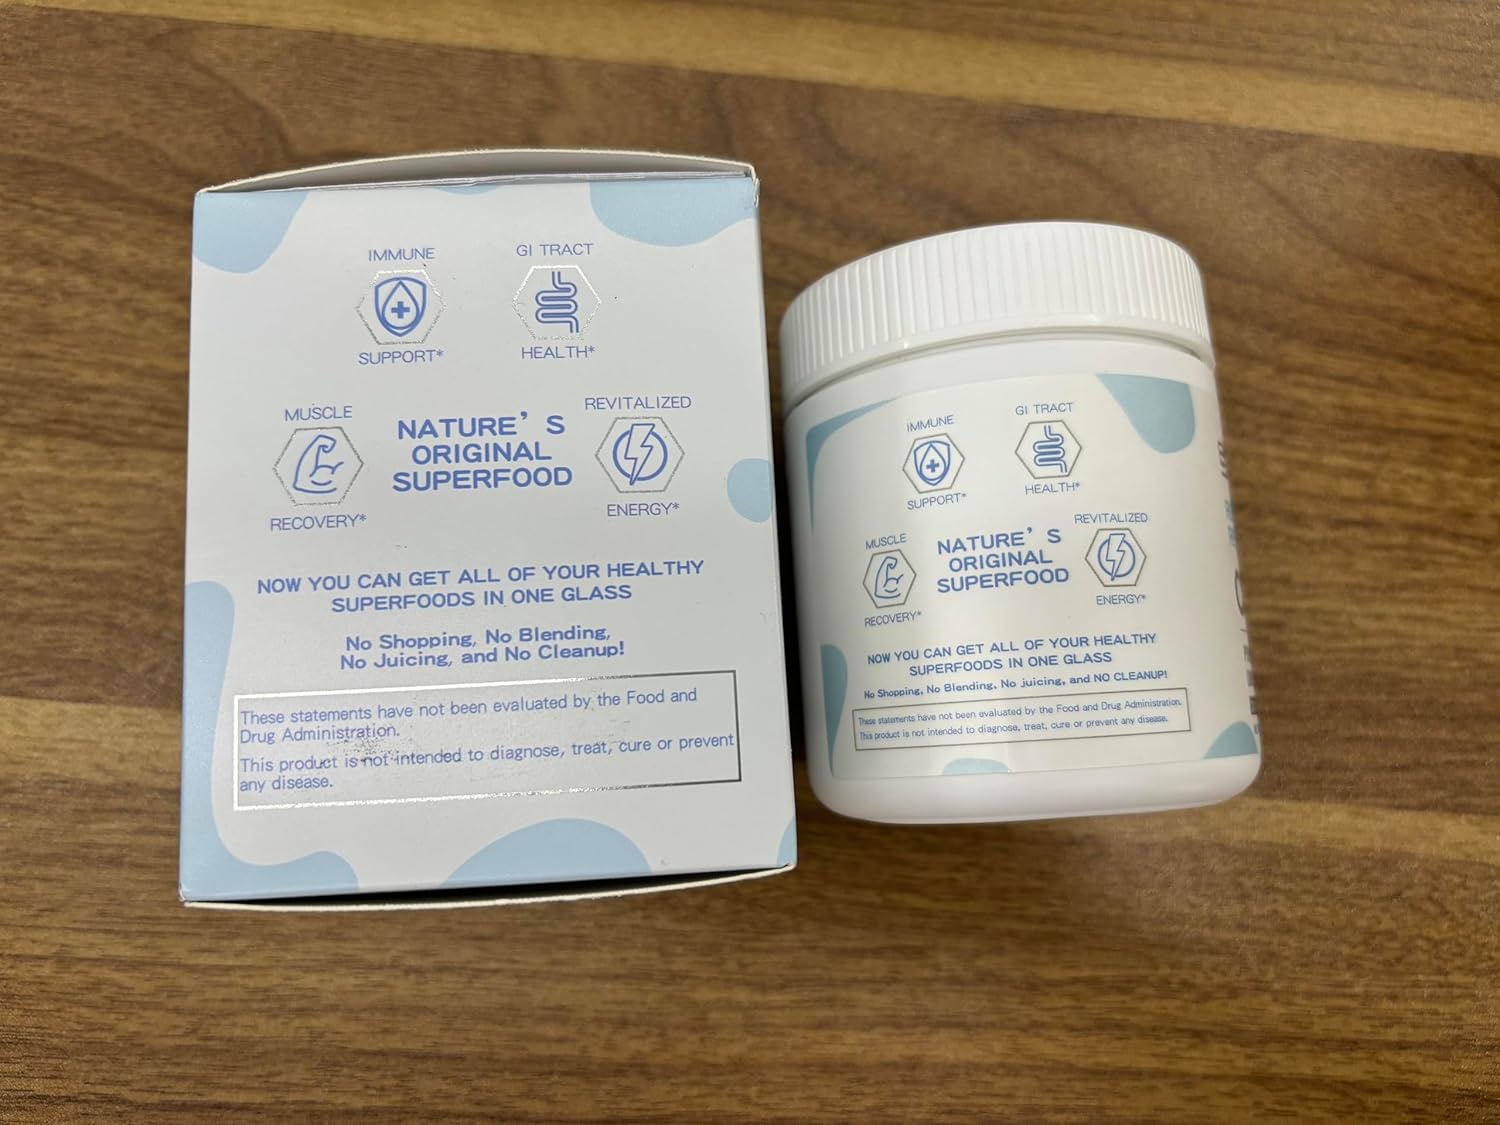 IMMUNE
SUPPORT*
GI TRACT
HEALTH*
MUSCLE
RECOVERY*
NATURE'S
ORIGINAL
SUPERFOOD
REVITALIZED
ENERGY*
NOW YOU CAN GET ALL OF YOUR HEALTHY
SUPERFOODS IN ONE GLASS
No Shopping, No Blending,
No Juicing, and No Cleanup!
These statements have not been evaluated by the Food and
Drug Administration.
This product is not intended to diagnose, treat, cure or prevent
any disease.
IMMUNE
SUPPORT*
GI TRACT
HEALTH*
MUSCLE
RECOVERY*
NATURE'S
ORIGINAL
SUPERFOOD
REVITALIZED
ENERGY*
NOW YOU CAN GET ALL OF YOUR HEALTHY
SUPERFOODS IN ONE GLASS
No Shopping, No Blending, No juicing, and NO CLEANUP!
These statements have not been evaluated by the Food and Drug Administration.
This product is not intended to diagnose, treat, cure or prevent any disease.